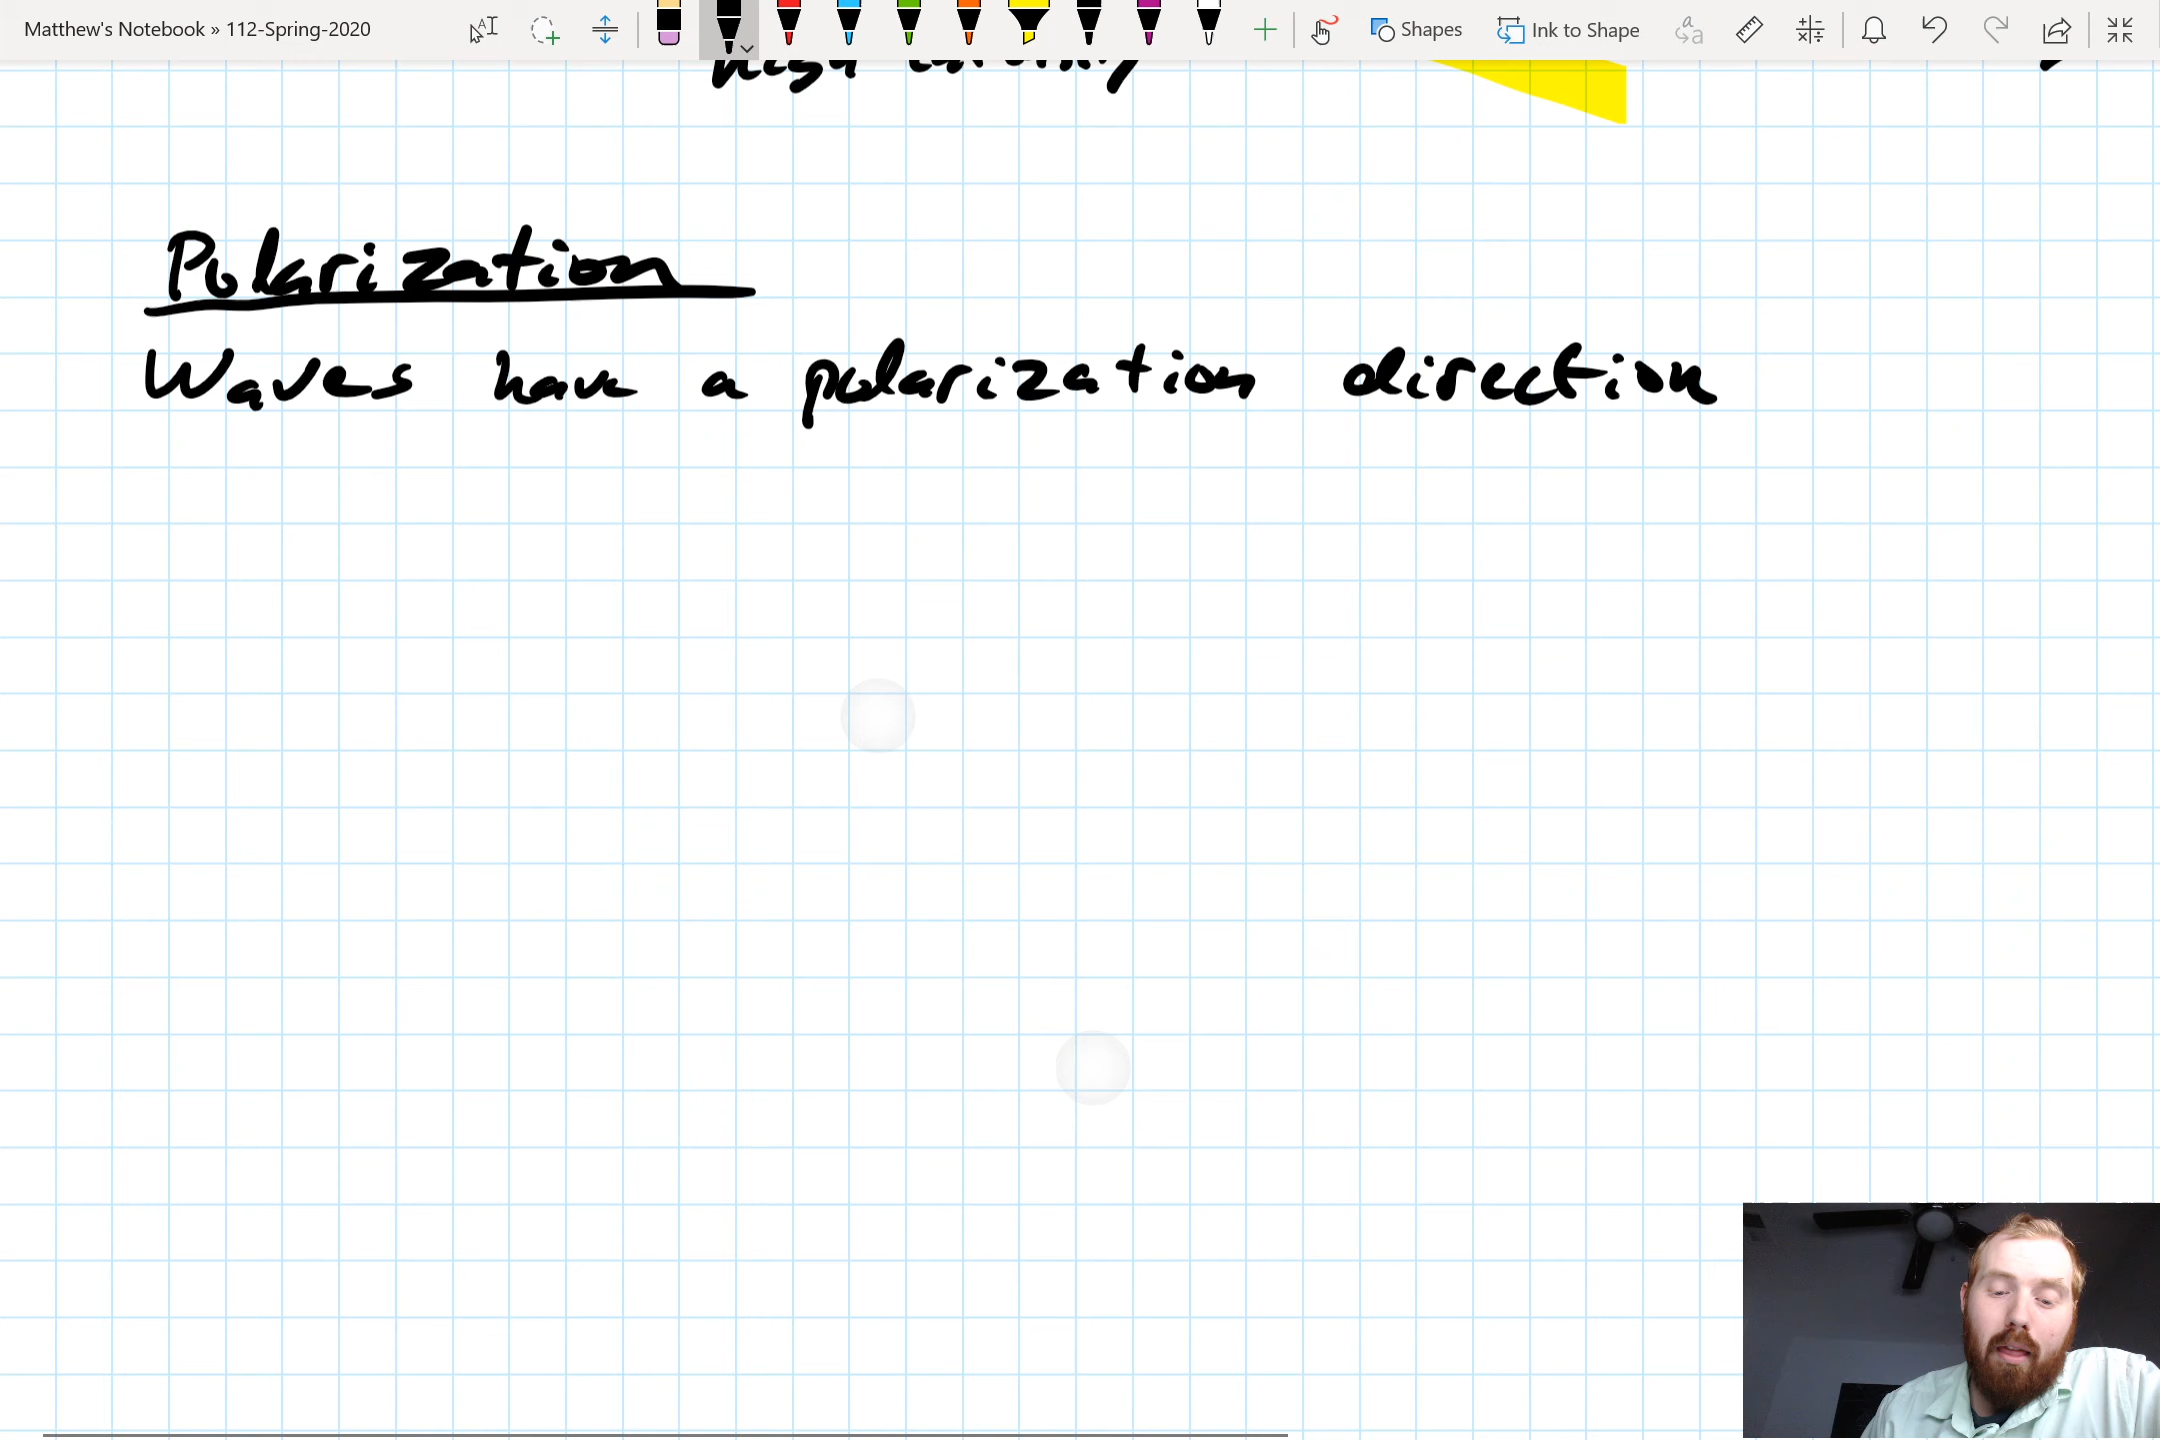 Matthew's Notebook » 112-Spring-2020
Shapes
Ink to Shape
Polarization
Waves have a polarization direction